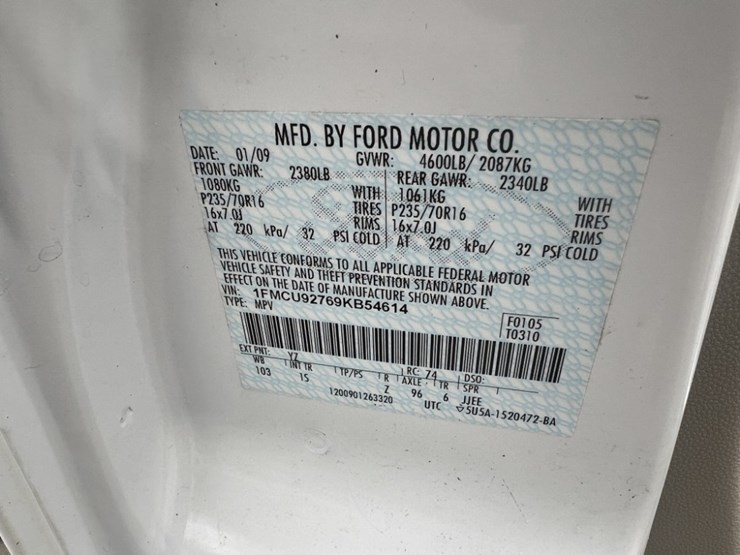 MFD. BY FORD MOTOR CO.
DATE: 01/09 GVWR: 4600LB/ 2087KG
FRONT GAWR: 2380LB REAR GAWR: 2340LB
1080KG WITH 1061KG WITH
P235/70R16 TIRES P235/70R16 TIRES
16x7.0J RIMS 16x7.0J RIMS
AT 220 kPa/ 32 PSI COLD AT 220 kPa/ 32 PSI COLD
THIS VEHICLE CONFORMS TO ALL APPLICABLE FEDERAL MOTOR
VEHICLE SAFETY AND THEFT PREVENTION STANDARDS IN
EFFECT ON THE DATE OF MANUFACTURE SHOWN ABOVE.
VIN: 1FMCU92769KB54614 F0105
TYPE: MPV T0310
EXT PNT: YZ RC: 74 DSO:
WB INT TR TP/PS R AXLE TR SPR
103 1S Z 96 6 JJEE
1200901263320 UTC 5U5A-1520472-BA
Ford